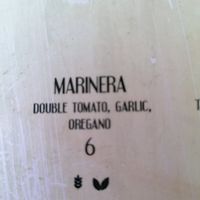 MARINERA
DOUBLE TOMATO, GARLIC,
OREGANO
6
T